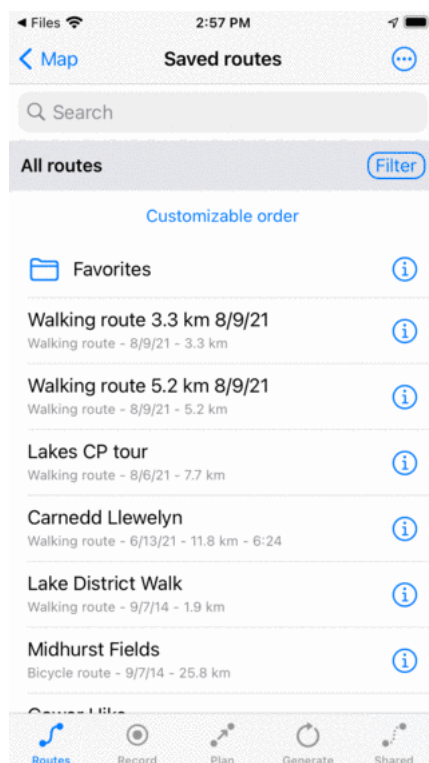 Files 2:57 PM
Map Saved routes
Search
All routes Filter
Customizable order
Favorites
Walking route 3.3 km 8/9/21
Walking route - 8/9/21 - 3.3 km
Walking route 5.2 km 8/9/21
Walking route - 8/9/21 - 5.2 km
Lakes CP tour
Walking route - 8/6/21 - 7.7 km
Carnedd Llewelyn
Walking route - 6/13/21 - 11.8 km - 6:24
Lake District Walk
Walking route - 9/7/14 - 1.9 km
Midhurst Fields
Bicycle route - 9/7/14 - 25.8 km
Routes Record Plan Generate Shared